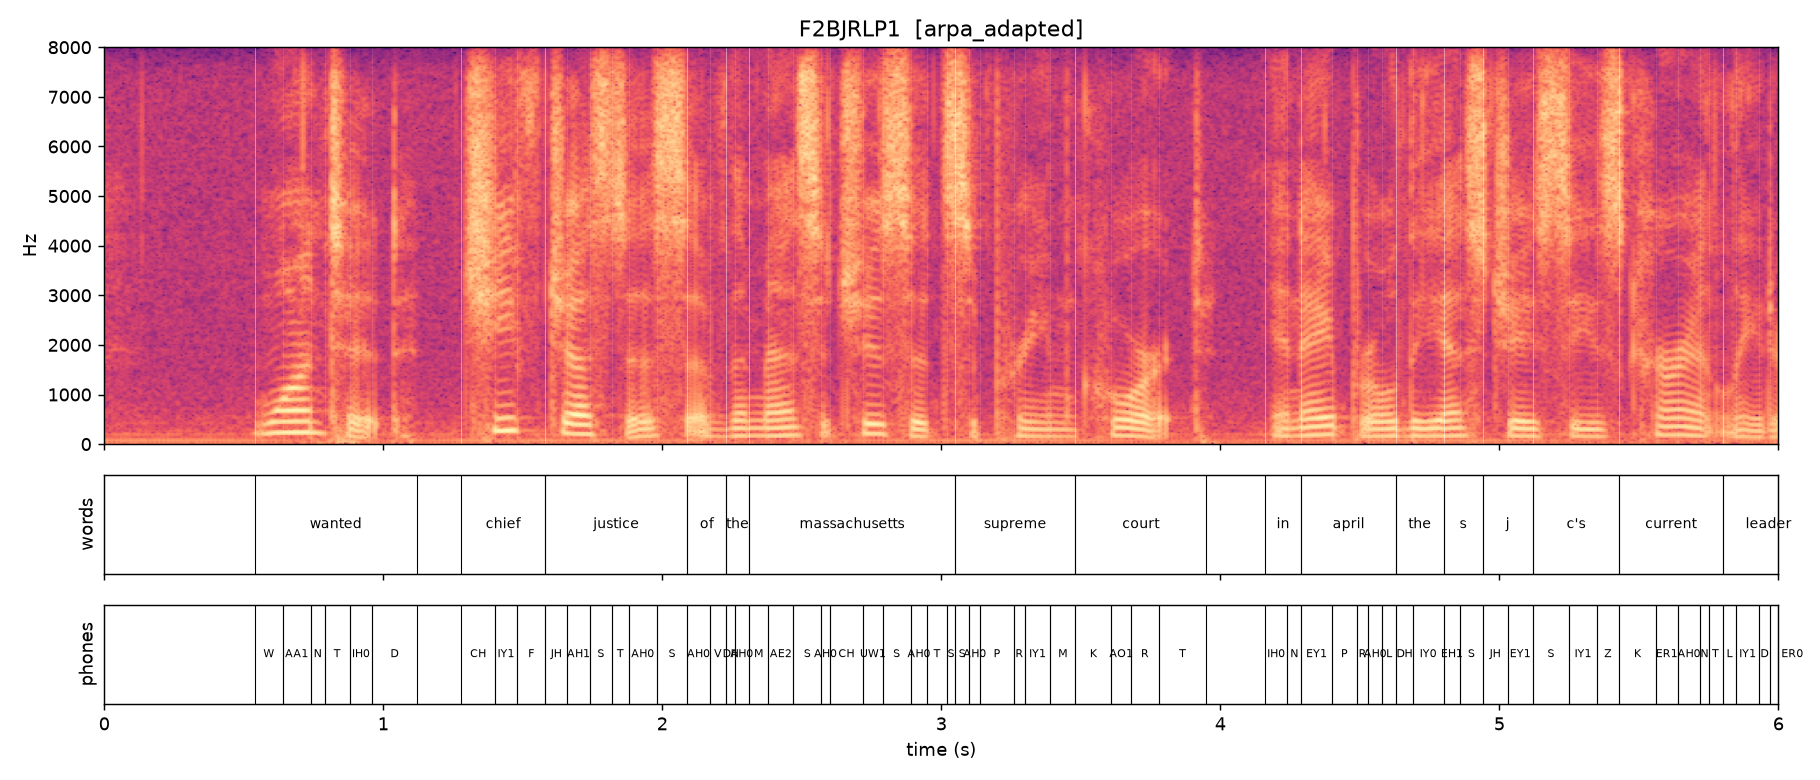 F2BJRLP1 [arpa_adapted]
8000
7000
6000
5000
4000
3000
2000
1000
0
Hz
words
wanted chief justice of the massachusetts supreme court in april the s j c's current leader
phones
W AA1 N T IH0 D CH IY1 F JH AH1 S T AH0 S AH0 V DH AH0 M AE2 S AH0 CH UW1 S AH0 T S S AH0 P R IY1 M K AO1 R T IH0 N EY1 P R AH0 L DH IY0 EH1 S JH EY1 S IY1 Z K ER1 AH0 N T L IY1 D ER0
0 1 2 3 4 5 6
time (s)